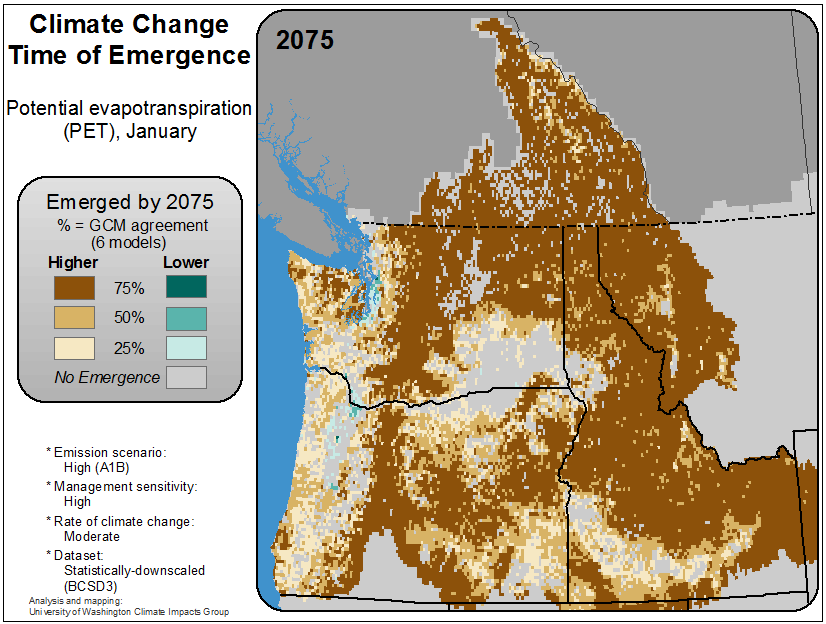 Climate Change
Time of Emergence
Potential evapotranspiration
(PET), January
2075
Emerged by 2075
% = GCM agreement
(6 models)
Higher Lower
75%
50%
25%
No Emergence
* Emission scenario:
High (A1B)
* Management sensitivity:
High
* Rate of climate change:
Moderate
* Dataset:
Statistically-downscaled
(BCSD3)
Analysis and mapping:
University of Washington Climate Impacts Group